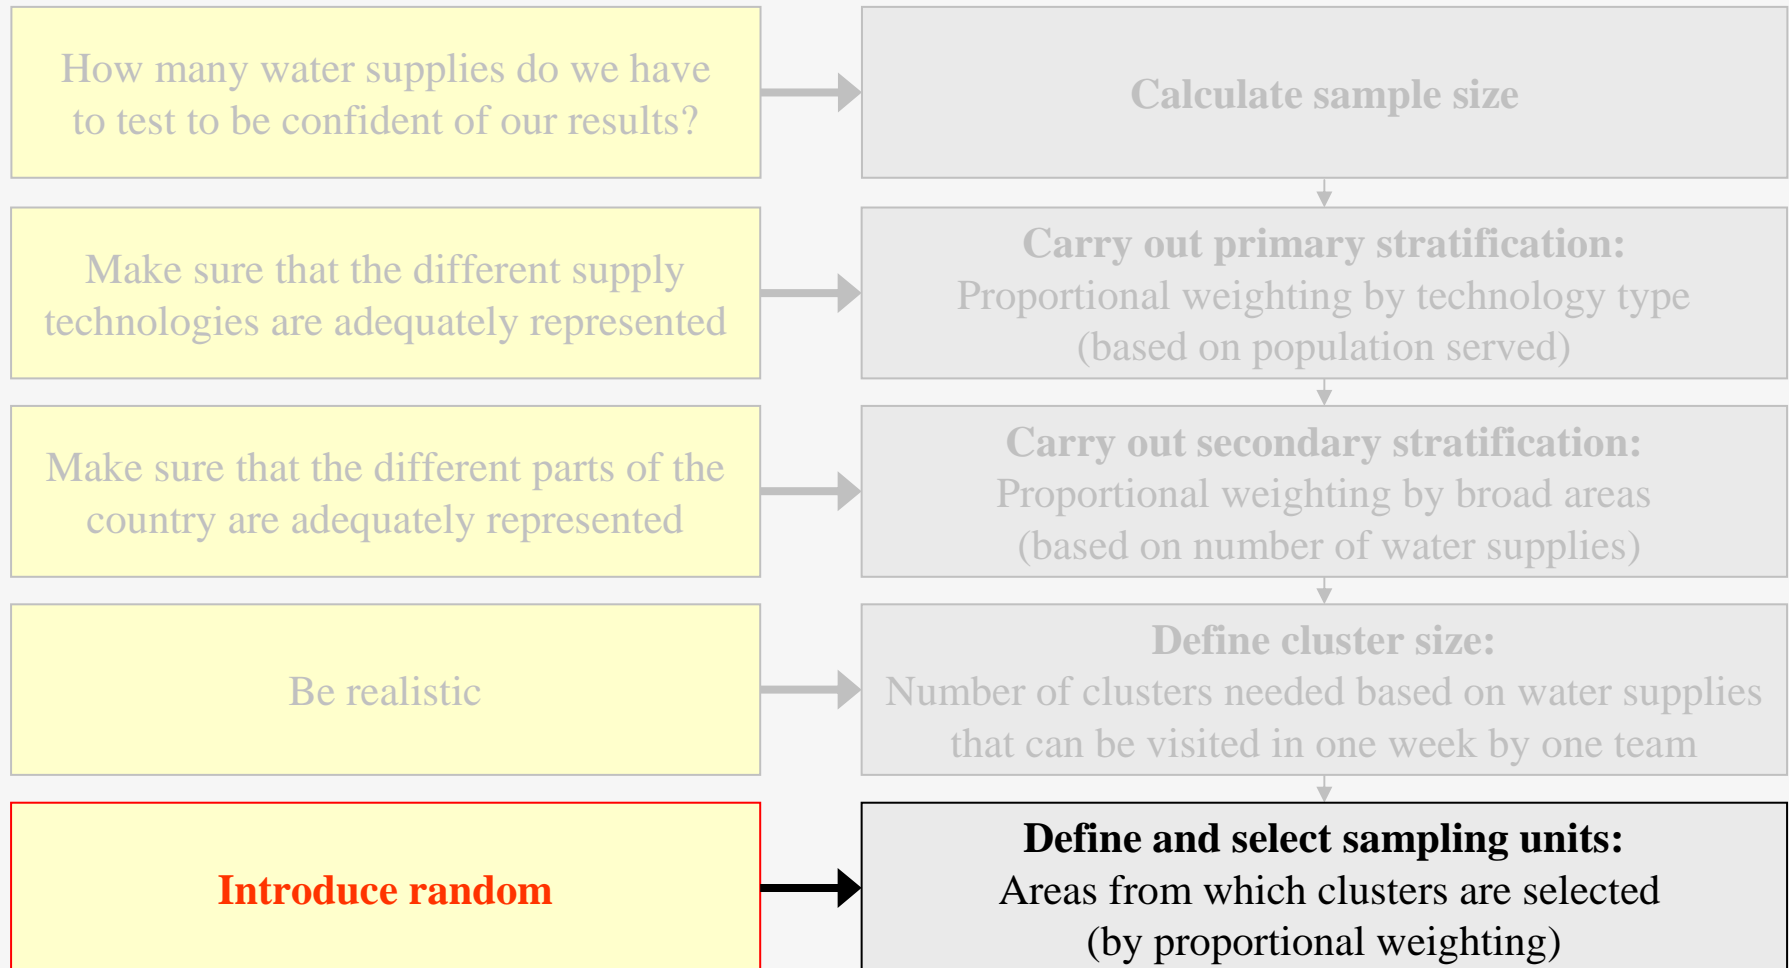 How many water supplies do we have
to test to be confident of our results?
Calculate sample size
Make sure that the different supply
technologies are adequately represented
Carry out primary stratification:
Proportional weighting by technology type
(based on population served)
Make sure that the different parts of the
country are adequately represented
Carry out secondary stratification:
Proportional weighting by broad areas
(based on number of water supplies)
Be realistic
Define cluster size:
Number of clusters needed based on water supplies
that can be visited in one week by one team
Introduce random
Define and select sampling units:
Areas from which clusters are selected
(by proportional weighting)